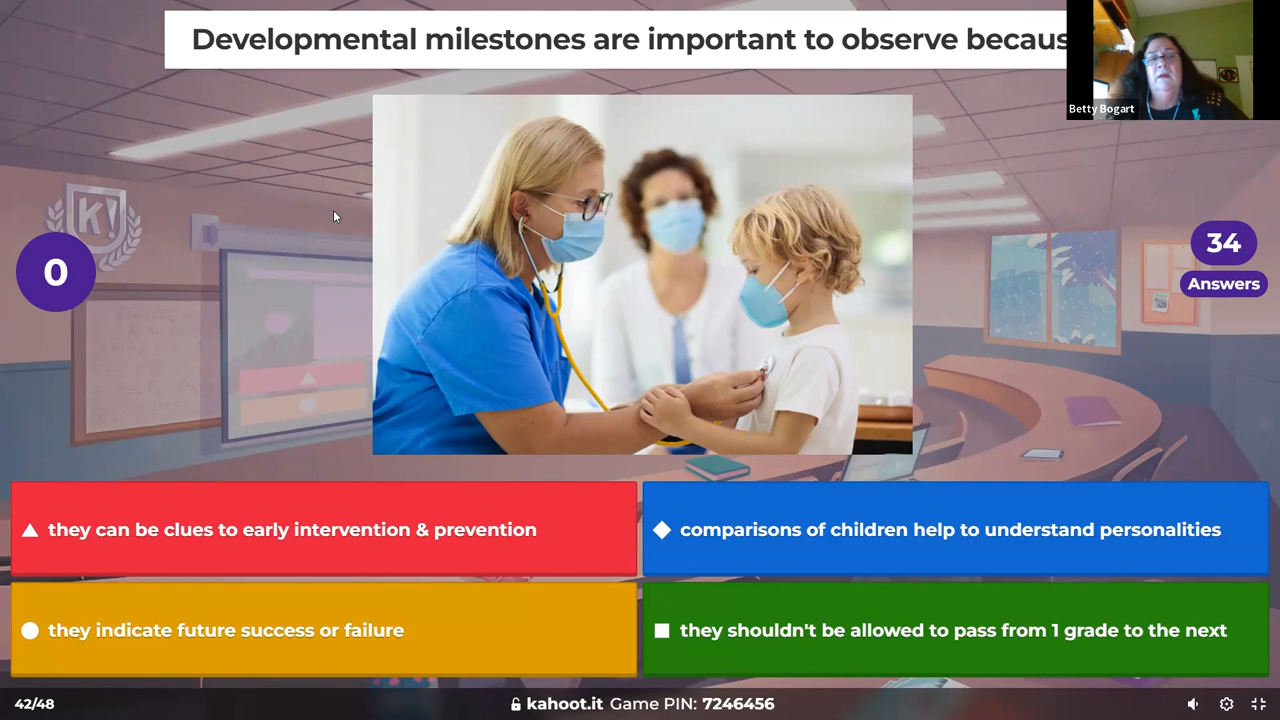 Developmental milestones are important to observe
Betty Bogart
K!
0
34
Answers
they can be clues to early intervention & prevention
comparisons of children help to understand personalities
they indicate future success or failure
they shouldn't be allowed to pass from 1 grade to the next
42/48
kahoot.it Game PIN: 7246456